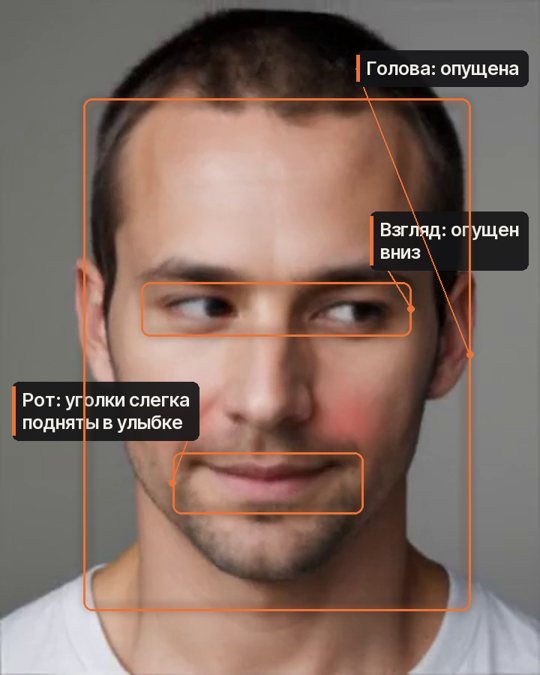 Голова: опущена
Взгляд: опущен
вниз
Рот: уголки слегка
подняты в улыбке